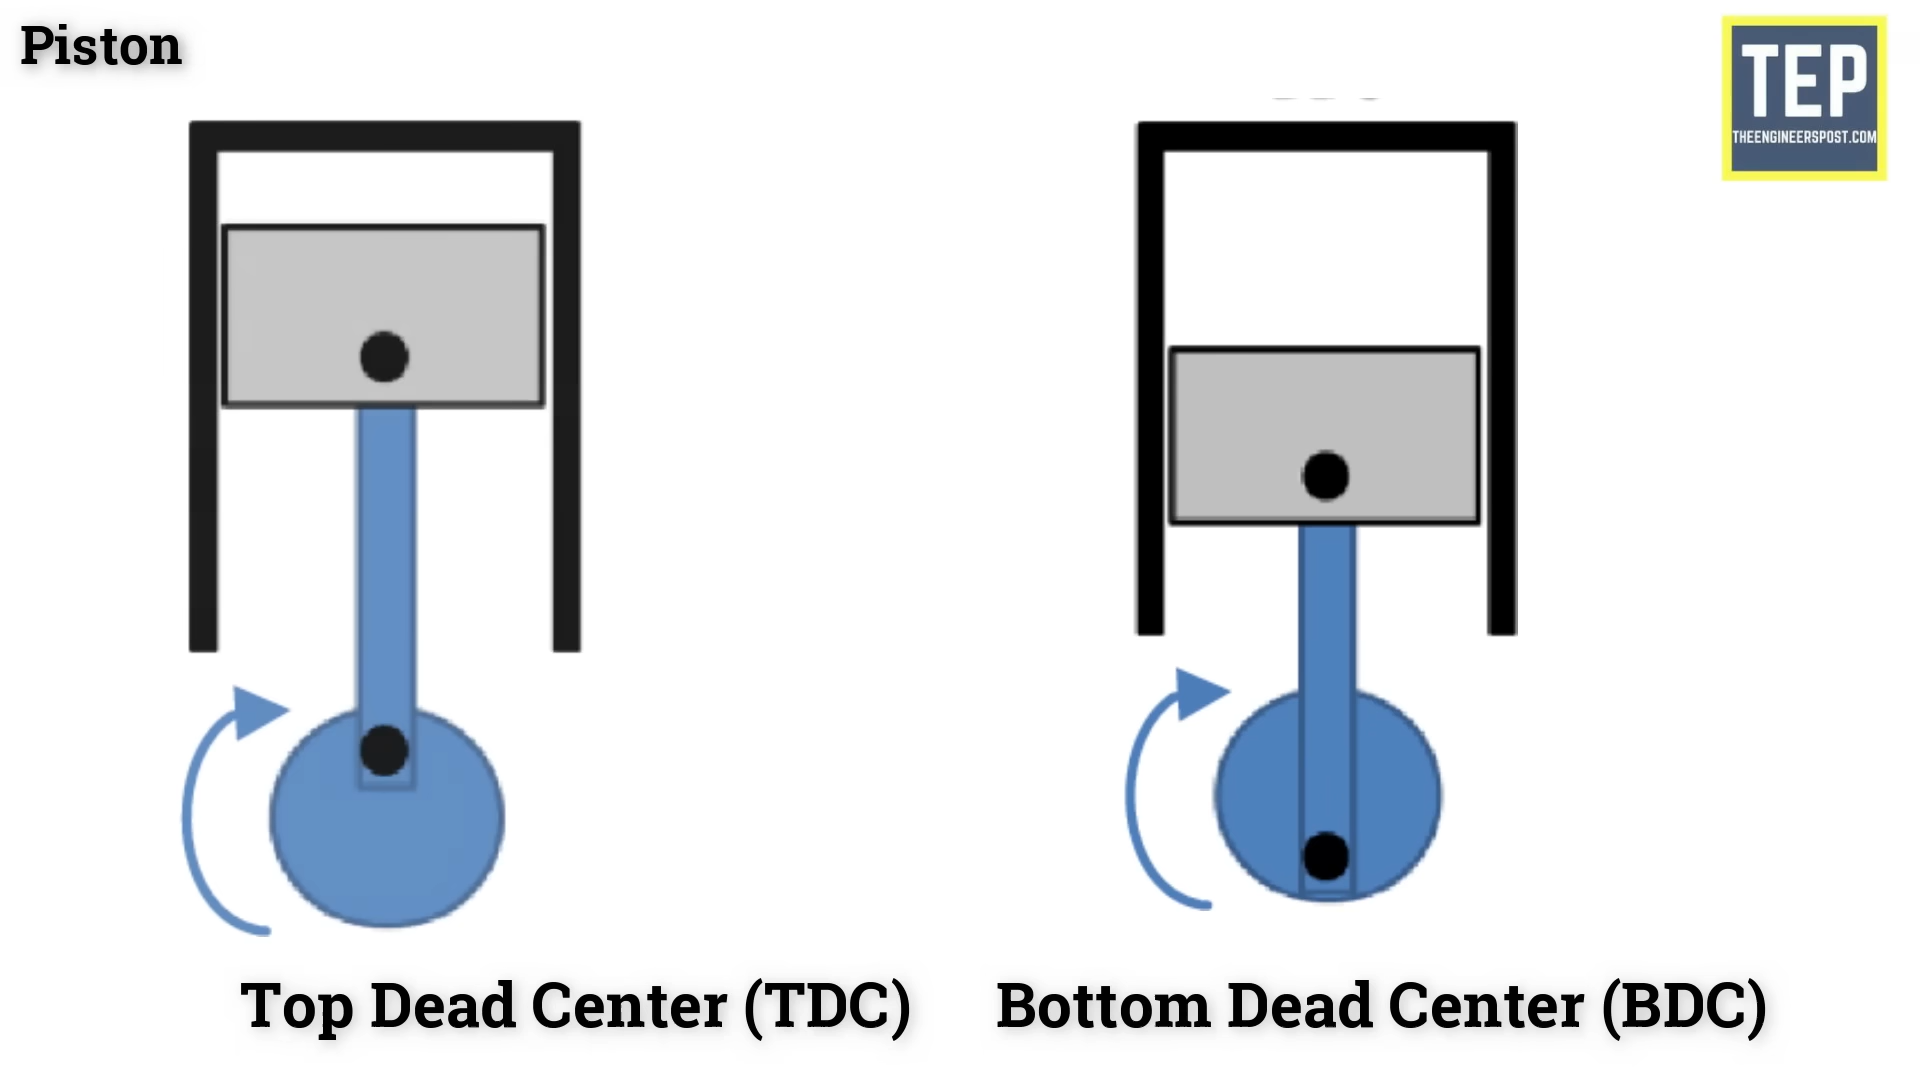 Piston
TEP
THEENGINEERSPOST.COM
Top Dead Center (TDC)
Bottom Dead Center (BDC)